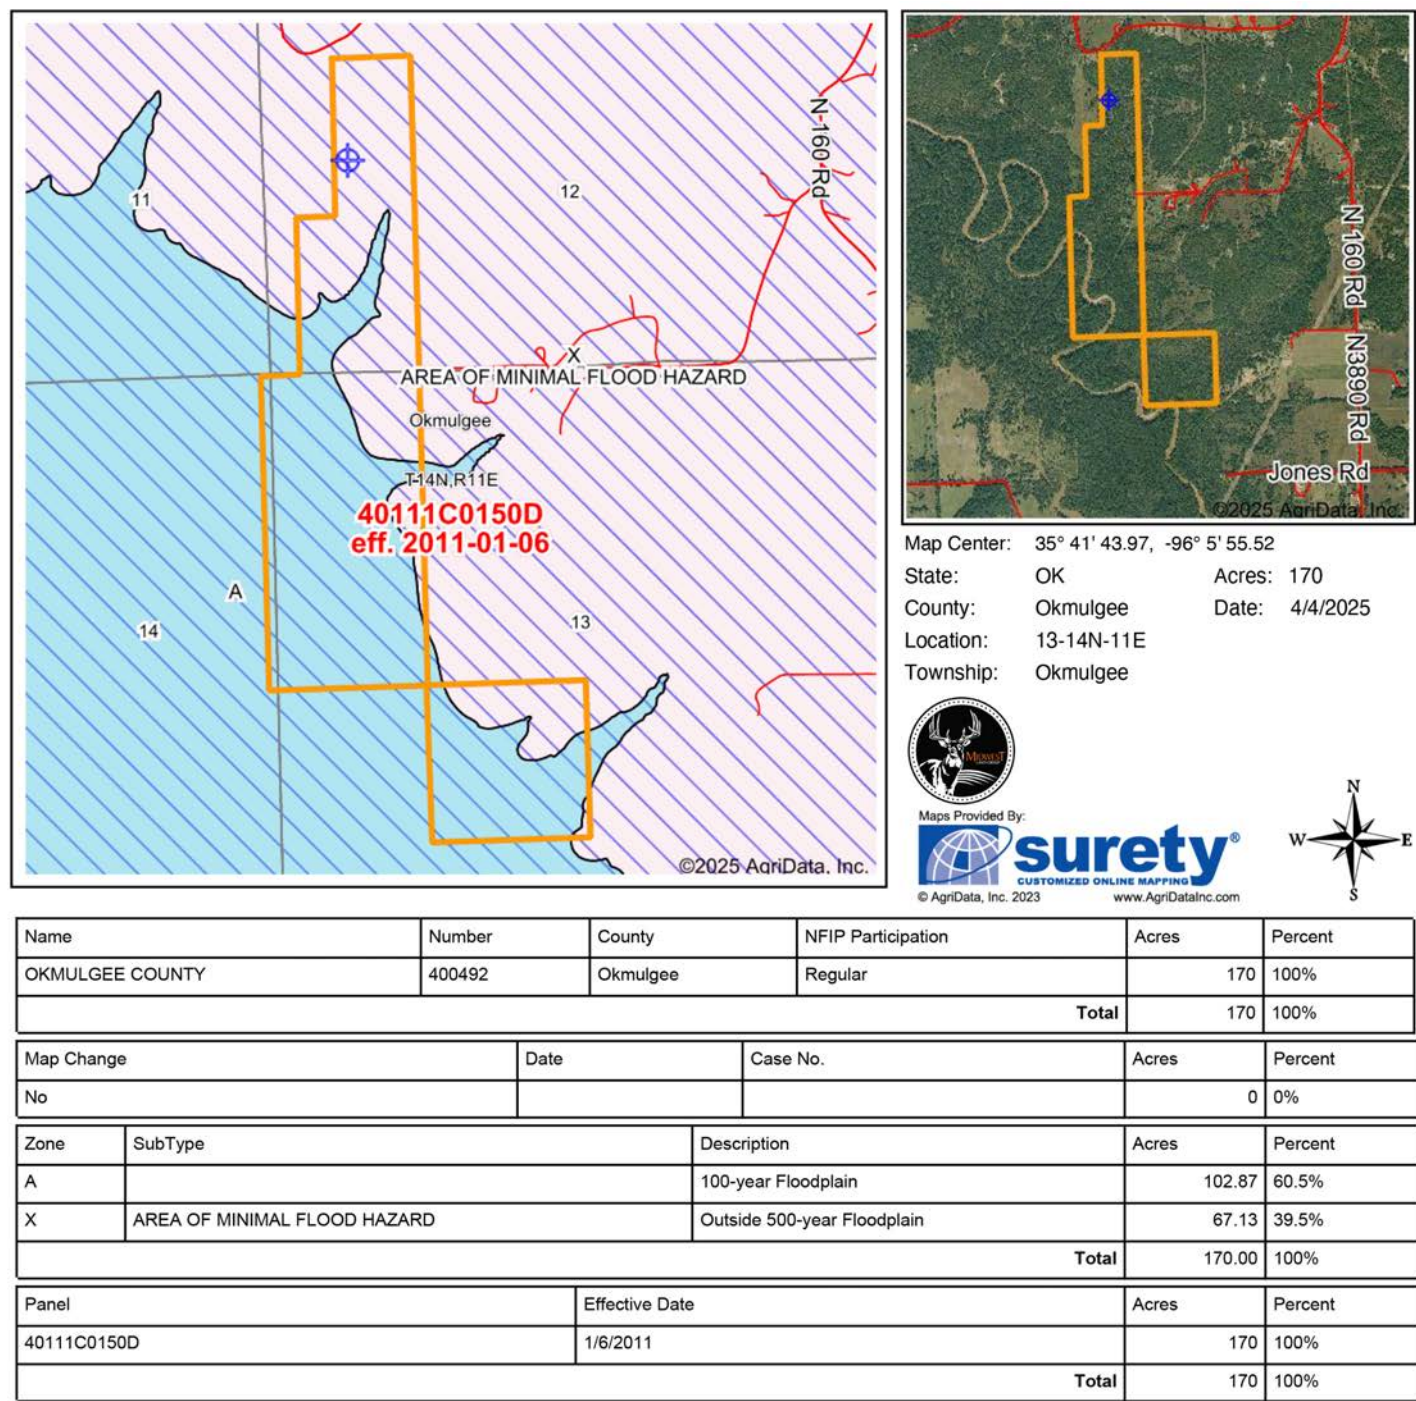 N 160 Rd
11
12
X
AREA OF MINIMAL FLOOD HAZARD
Okmulgee
T14N,R11E
40111C0150D
eff. 2011-01-06
A
14
13
©2025 AgriData, Inc.
N 160 Rd
N3890 Rd
Jones Rd
©2025 AgriData, Inc.
Map Center: 35° 41' 43.97, -96° 5' 55.52
State: OK Acres: 170
County: Okmulgee Date: 4/4/2025
Location: 13-14N-11E
Township: Okmulgee
MIDWEST
LAND GROUP
Maps Provided By:
surety®
CUSTOMIZED ONLINE MAPPING
© AgriData, Inc. 2023 www.AgriDataInc.com
N
W E
S
Name Number County NFIP Participation Acres Percent
OKMULGEE COUNTY 400492 Okmulgee Regular 170 100%
Total 170 100%
Map Change Date Case No. Acres Percent
No 0 0%
Zone SubType Description Acres Percent
A 100-year Floodplain 102.87 60.5%
X AREA OF MINIMAL FLOOD HAZARD Outside 500-year Floodplain 67.13 39.5%
Total 170.00 100%
Panel Effective Date Acres Percent
40111C0150D 1/6/2011 170 100%
Total 170 100%